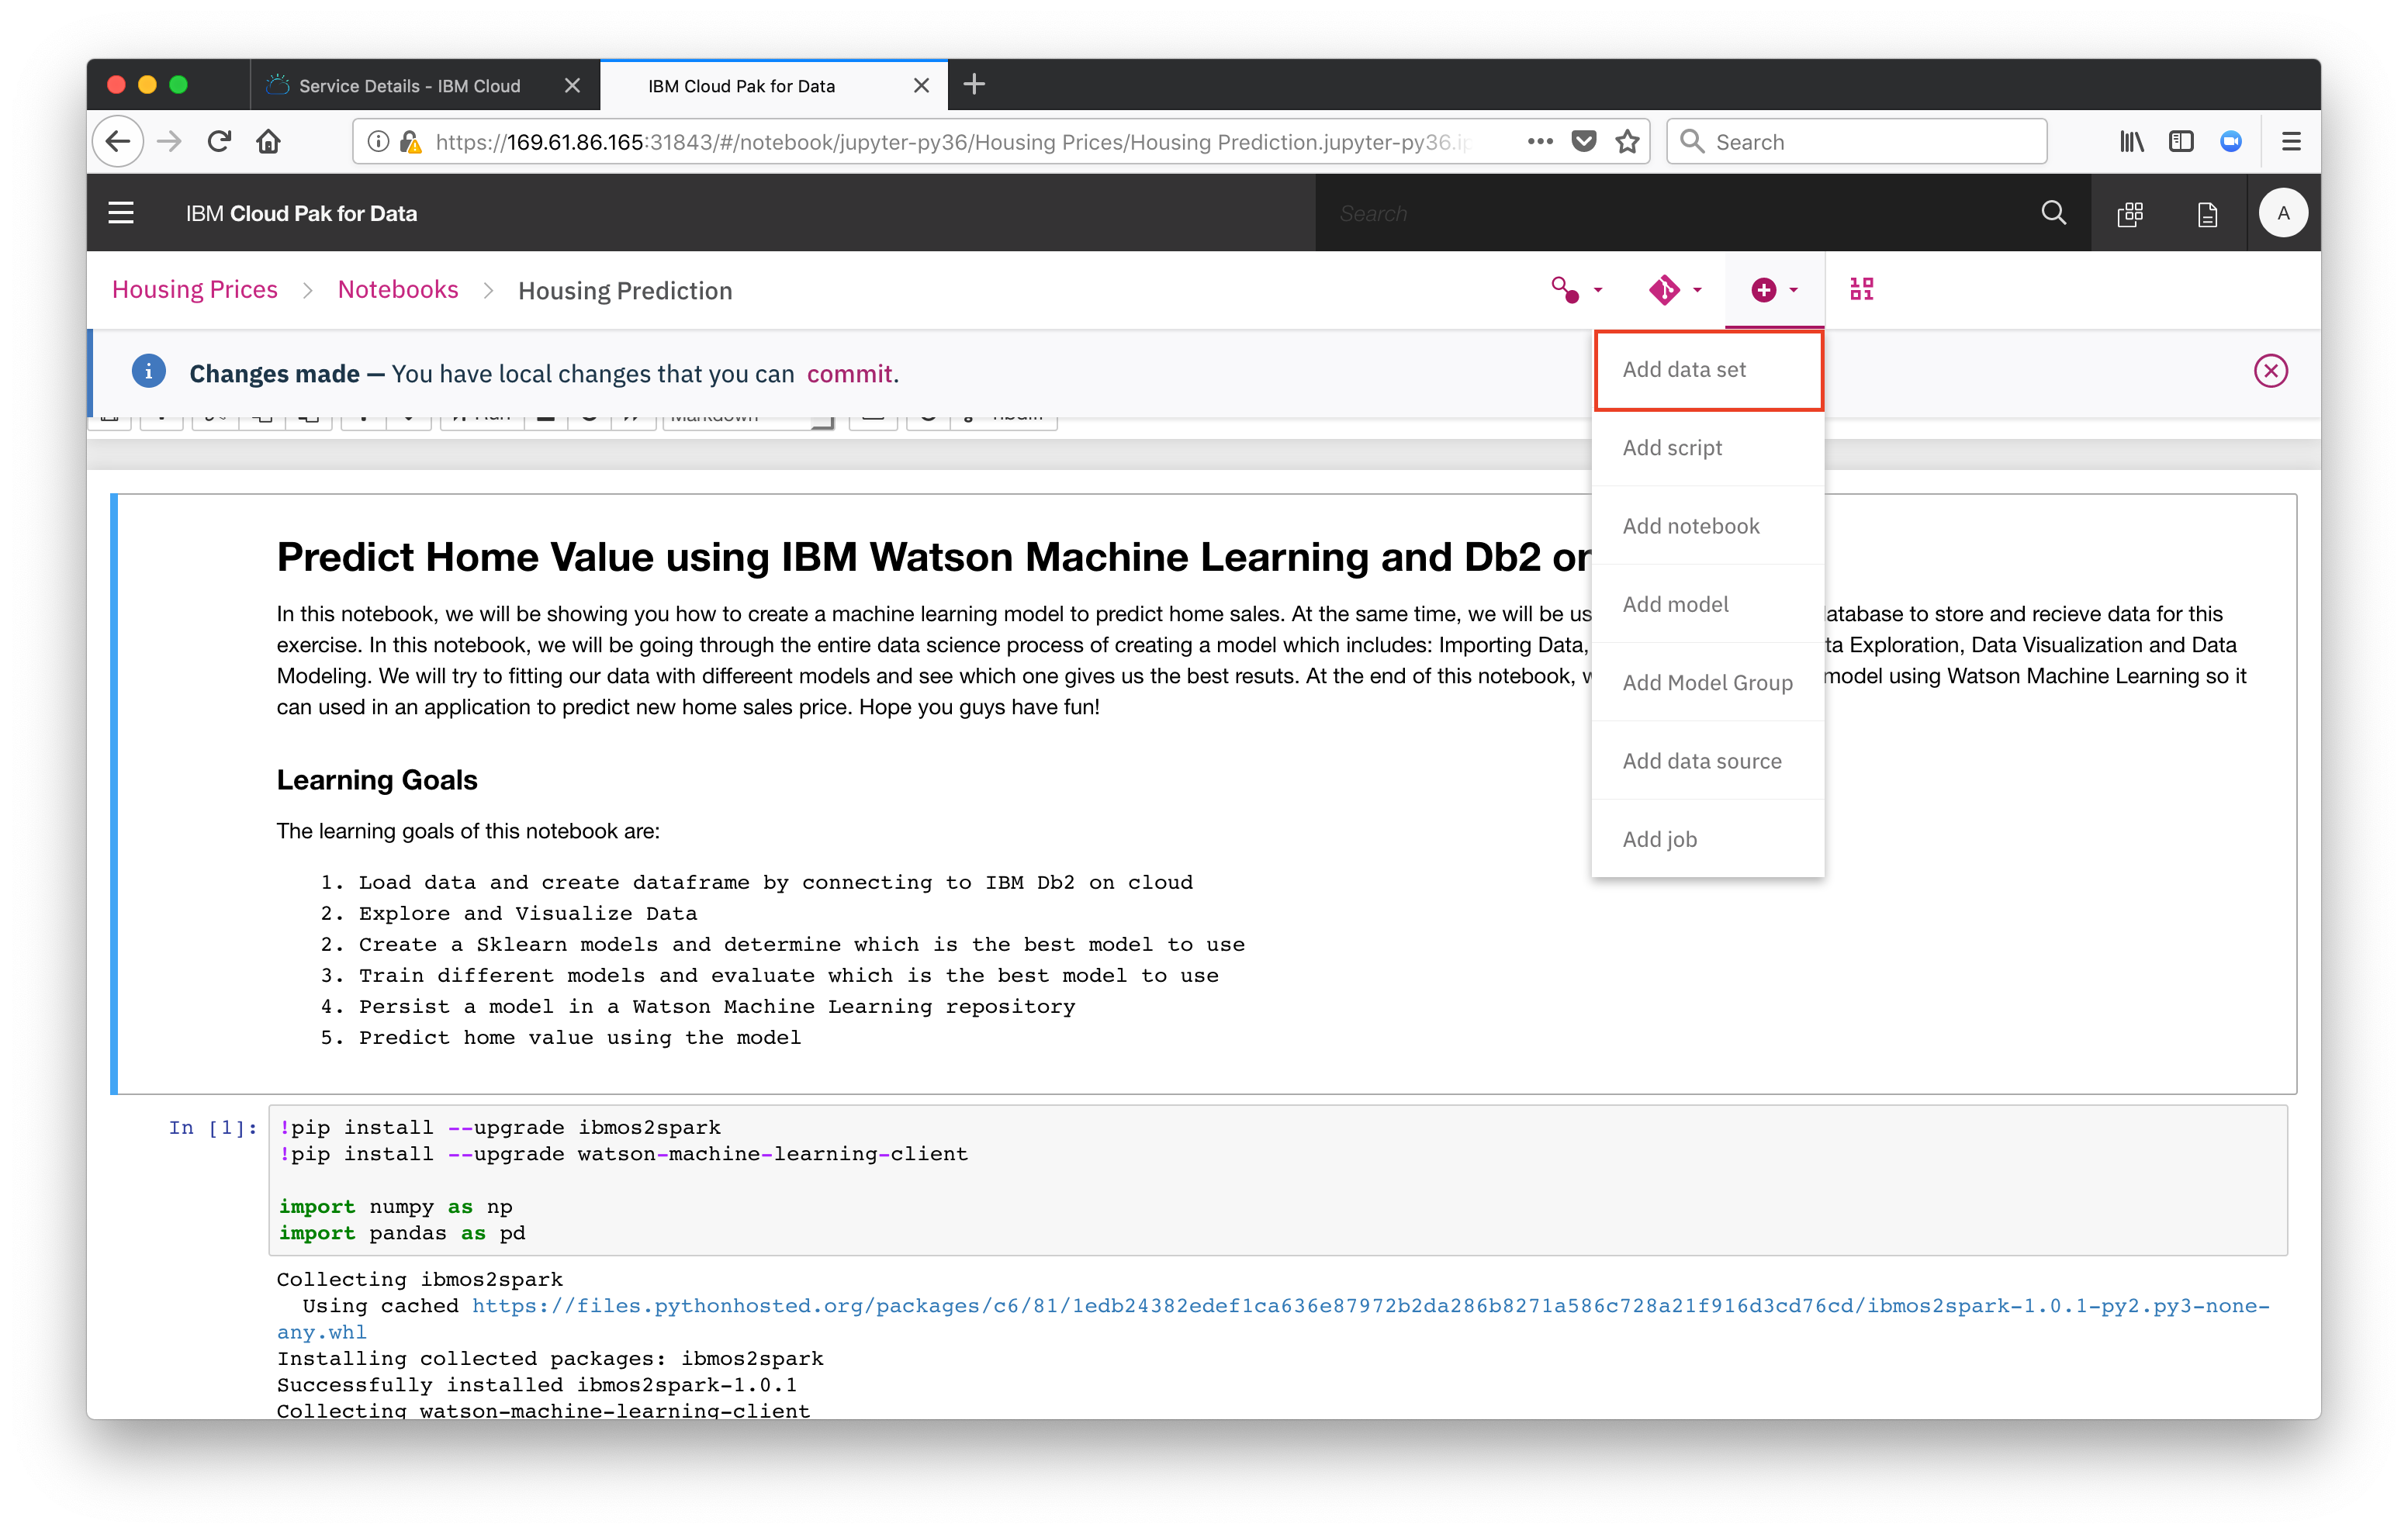 Service Details - IBM Cloud
IBM Cloud Pak for Data
https://169.61.86.165:31843/#/notebook/jupyter-py36/Housing Prices/Housing Prediction.jupyter-py36.ip
Search
IBM Cloud Pak for Data
Search
A
Housing Prices > Notebooks > Housing Prediction
Changes made — You have local changes that you can commit.
Add data set
Add script
Add notebook
Add model
Add Model Group
Add data source
Add job
Run
Markdown
Predict Home Value using IBM Watson Machine Learning and Db2 on
In this notebook, we will be showing you how to create a machine learning model to predict home sales. At the same time, we will be us atabase to store and recieve data for this
exercise. In this notebook, we will be going through the entire data science process of creating a model which includes: Importing Data, ta Exploration, Data Visualization and Data
Modeling. We will try to fitting our data with differeent models and see which one gives us the best resuts. At the end of this notebook, w model using Watson Machine Learning so it
can used in an application to predict new home sales price. Hope you guys have fun!
Learning Goals
The learning goals of this notebook are:
1. Load data and create dataframe by connecting to IBM Db2 on cloud
2. Explore and Visualize Data
2. Create a Sklearn models and determine which is the best model to use
3. Train different models and evaluate which is the best model to use
4. Persist a model in a Watson Machine Learning repository
5. Predict home value using the model
In [1]: !pip install --upgrade ibmos2spark
!pip install --upgrade watson-machine-learning-client
import numpy as np
import pandas as pd
Collecting ibmos2spark
Using cached https://files.pythonhosted.org/packages/c6/81/1edb24382edef1ca636e87972b2da286b8271a586c728a21f916d3cd76cd/ibmos2spark-1.0.1-py2.py3-none-
any.whl
Installing collected packages: ibmos2spark
Successfully installed ibmos2spark-1.0.1
Collecting watson-machine-learning-client